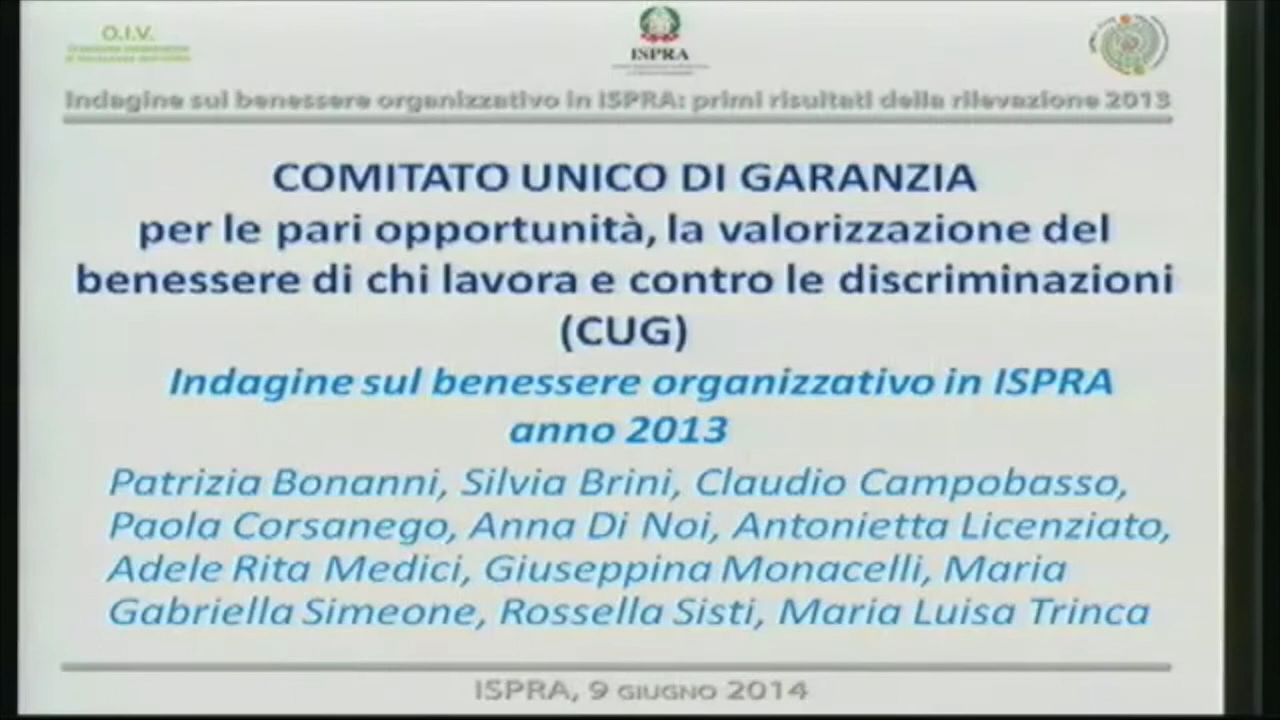 O.I.V.
ISPRA
Indagine sul benessere organizzativo in ISPRA: primi risultati della rilevazione 2013
COMITATO UNICO DI GARANZIA
per le pari opportunità, la valorizzazione del
benessere di chi lavora e contro le discriminazioni
(CUG)
Indagine sul benessere organizzativo in ISPRA
anno 2013
Patrizia Bonanni, Silvia Brini, Claudio Campobasso,
Paola Corsanego, Anna Di Noi, Antonietta Licenziato,
Adele Rita Medici, Giuseppina Monacelli, Maria
Gabriella Simeone, Rossella Sisti, Maria Luisa Trinca
ISPRA, 9 GIUGNO 2014